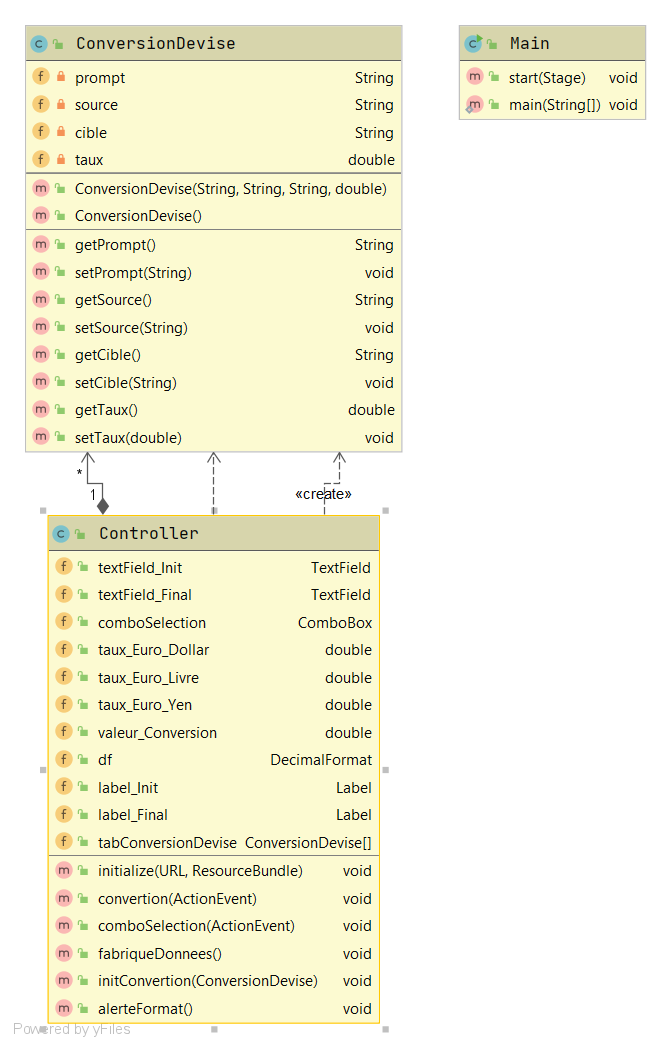 ConversionDevise
prompt String
source String
cible String
taux double
ConversionDevise(String, String, String, double)
ConversionDevise()
getPrompt() String
setPrompt(String) void
getSource() String
setSource(String) void
getCible() String
setCible(String) void
getTaux() double
setTaux(double) void
Main
start(Stage) void
main(String[]) void
*
1
«create»
Controller
textField_Init TextField
textField_Final TextField
comboSelection ComboBox
taux_Euro_Dollar double
taux_Euro_Livre double
taux_Euro_Yen double
valeur_Conversion double
df DecimalFormat
label_Init Label
label_Final Label
tabConversionDevise ConversionDevise[]
initialize(URL, ResourceBundle) void
convertion(ActionEvent) void
comboSelection(ActionEvent) void
fabriqueDonnees() void
initConvertion(ConversionDevise) void
alerteFormat() void
Powered by yFiles